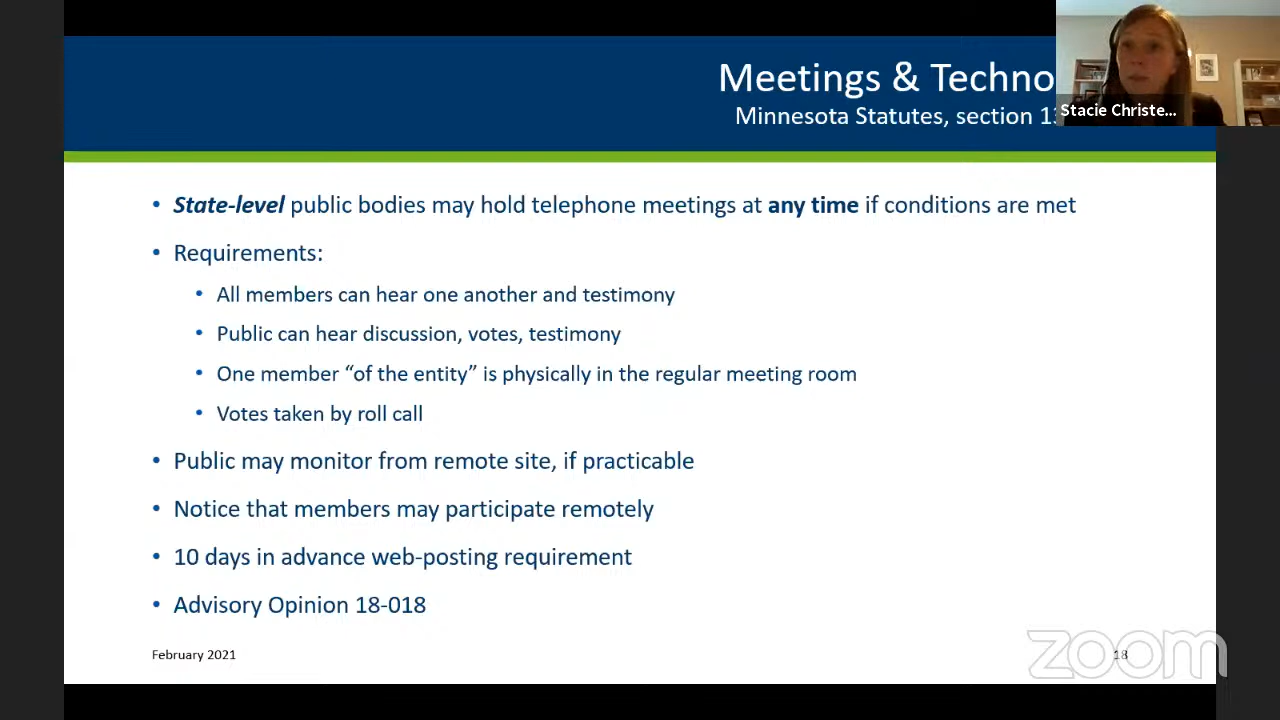 Meetings & Techno
Minnesota Statutes, section 13
Stacie Christe...
• State-level public bodies may hold telephone meetings at any time if conditions are met
• Requirements:
• All members can hear one another and testimony
• Public can hear discussion, votes, testimony
• One member “of the entity” is physically in the regular meeting room
• Votes taken by roll call
• Public may monitor from remote site, if practicable
• Notice that members may participate remotely
• 10 days in advance web-posting requirement
• Advisory Opinion 18-018
February 2021
zoom
18